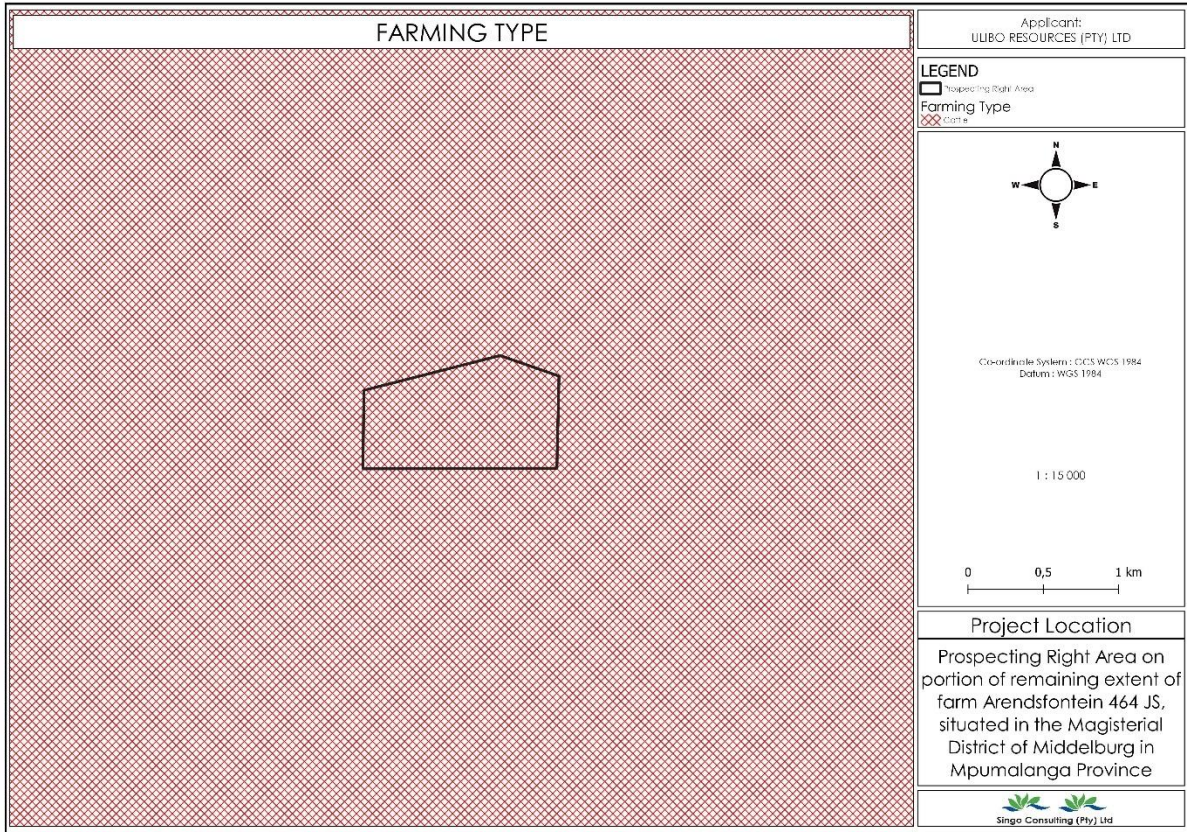 FARMING TYPE
Applicant:
ULIBO RESOURCES (PTY) LTD
LEGEND
Prospecting Right Area
Farming Type
Cattle
N
W
E
S
Co-ordinate System : GCS WGS 1984
Datum : WGS 1984
1 : 15 000
0 0,5 1 km
Project Location
Prospecting Right Area on
portion of remaining extent of
farm Arendsfontein 464 JS,
situated in the Magisterial
District of Middelburg in
Mpumalanga Province
Singo Consulting (Pty) Ltd